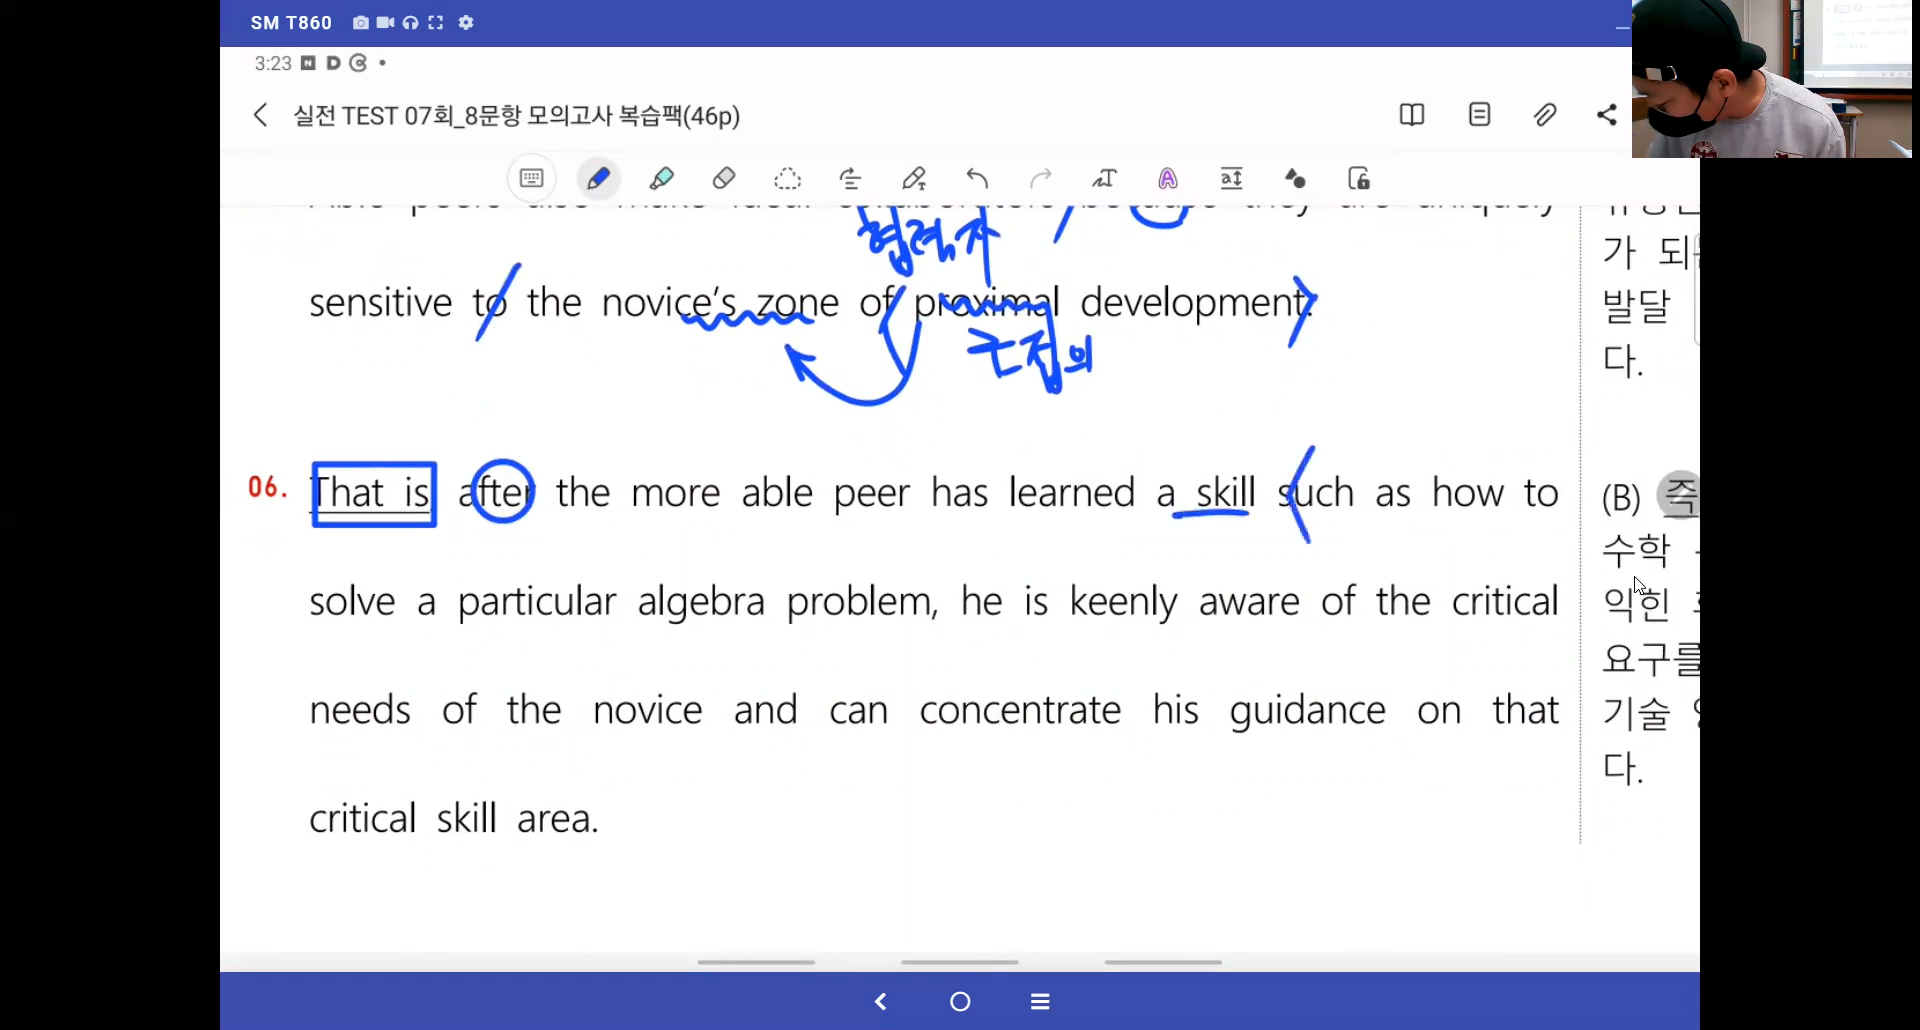 SM T860
3:23
실전 TEST 07회_8문항 모의고사 복습팩(46p)
협력자
sensitive to the novice's zone of proximal development.
근접의
가 되
발달
다.
06. That is after the more able peer has learned a skill such as how to
solve a particular algebra problem, he is keenly aware of the critical
needs of the novice and can concentrate his guidance on that
critical skill area.
(B) 즉
수학
익힌
요구를
기술
다.